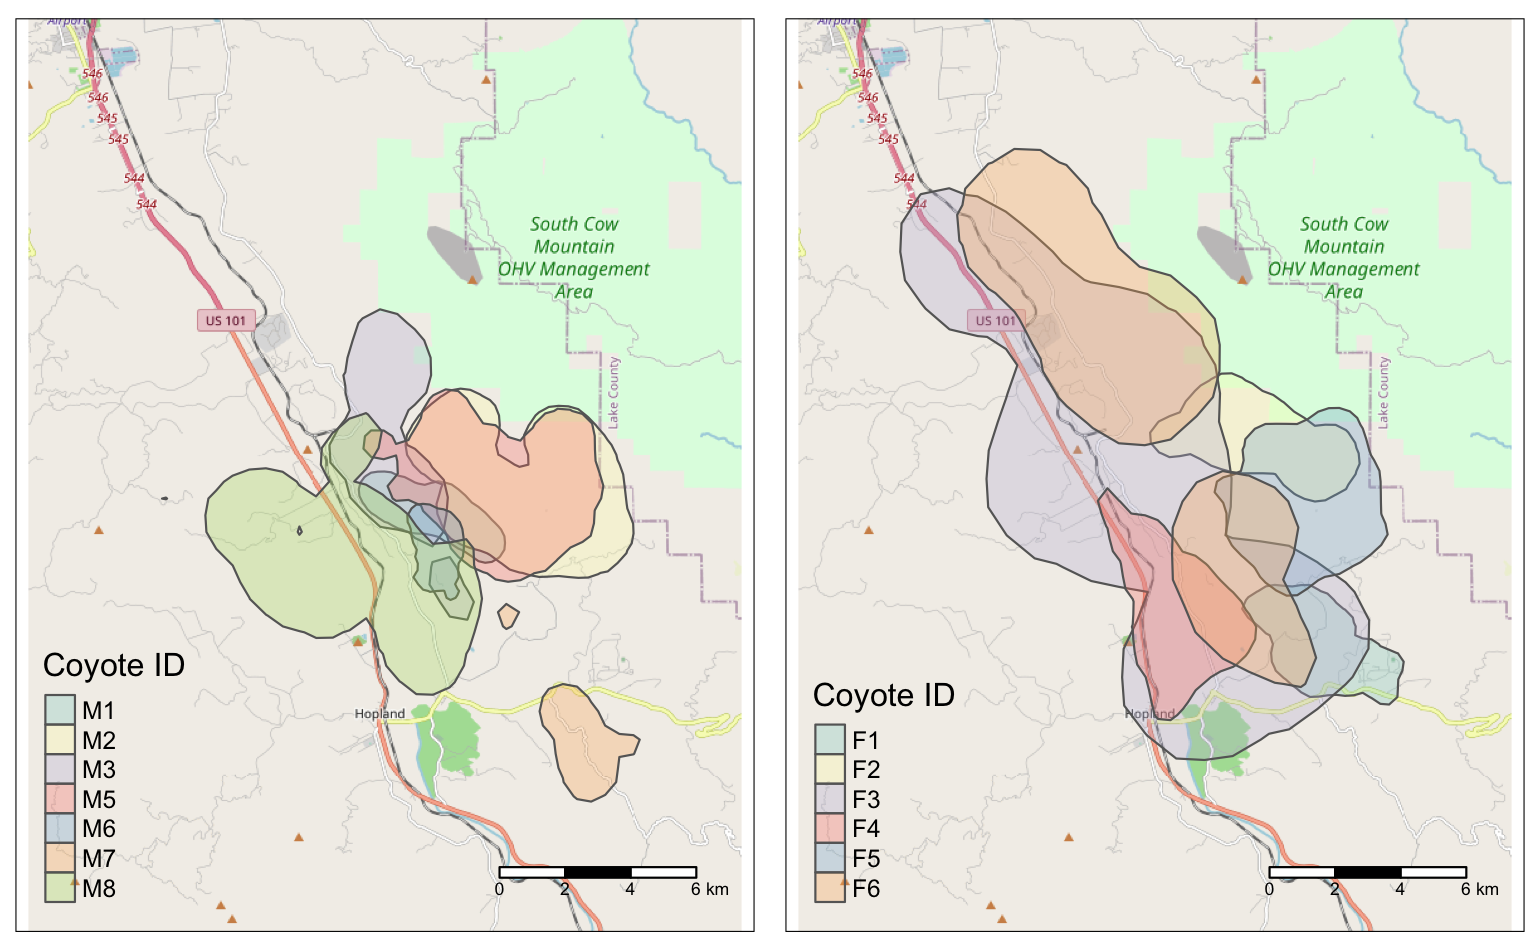 Airport
546
546
545
545
544
544
South Cow
Mountain
OHV Management
Area
US 101
Lake County
Hopland
Coyote ID
M1
M2
M3
M5
M6
M7
M8
0 2 4 6 km
Airport
546
546
545
545
544
544
South Cow
Mountain
OHV Management
Area
US 101
Lake County
Hopland
Coyote ID
F1
F2
F3
F4
F5
F6
0 2 4 6 km